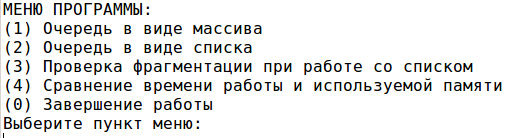 МЕНЮ ПРОГРАММЫ:
(1) Очередь в виде массива
(2) Очередь в виде списка
(3) Проверка фрагментации при работе со списком
(4) Сравнение времени работы и используемой памяти
(0) Завершение работы
Выберите пункт меню: